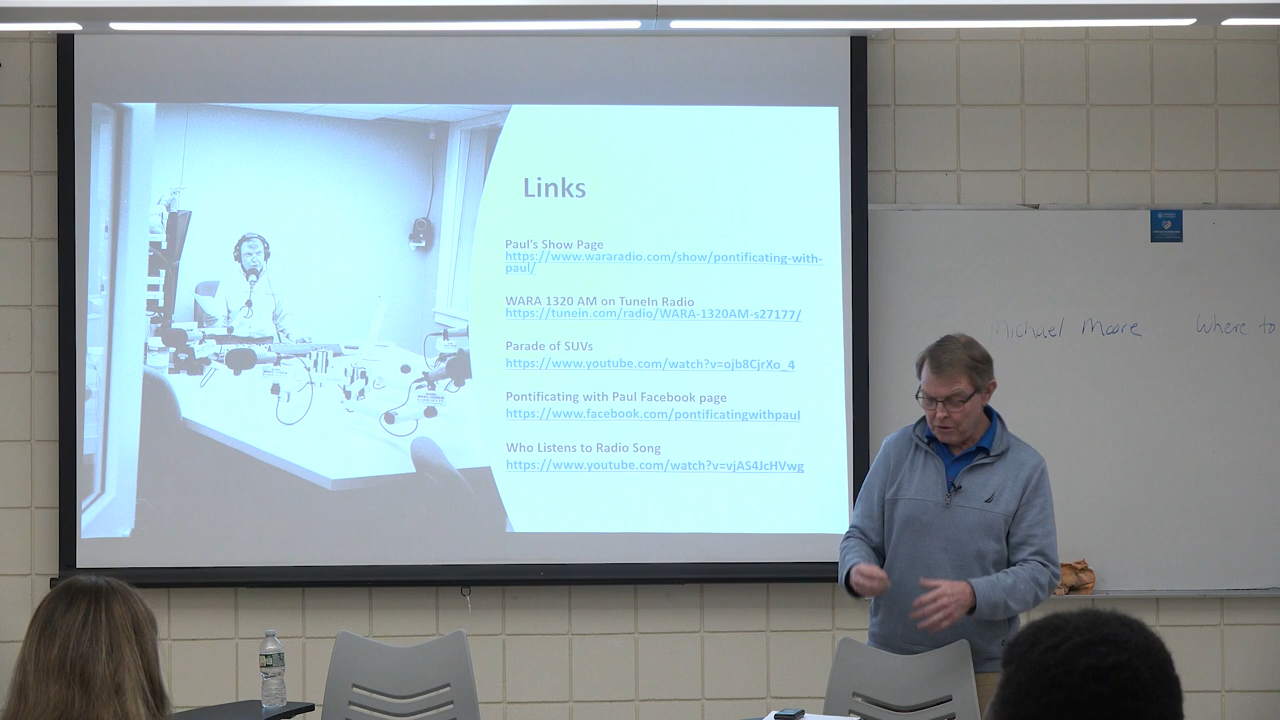 Links
Paul's Show Page
https://www.wararadio.com/show/pontificating-with-
paul/
WARA 1320 AM on TuneIn Radio
https://tunein.com/radio/WARA-1320AM-s27177/
Parade of SUVs
https://www.youtube.com/watch?v=ojb8CjrXo_4
Pontificating with Paul Facebook page
https://www.facebook.com/pontificatingwithpaul
Who Listens to Radio Song
https://www.youtube.com/watch?v=vjAS4JcHVwg
Michael Moore Where to